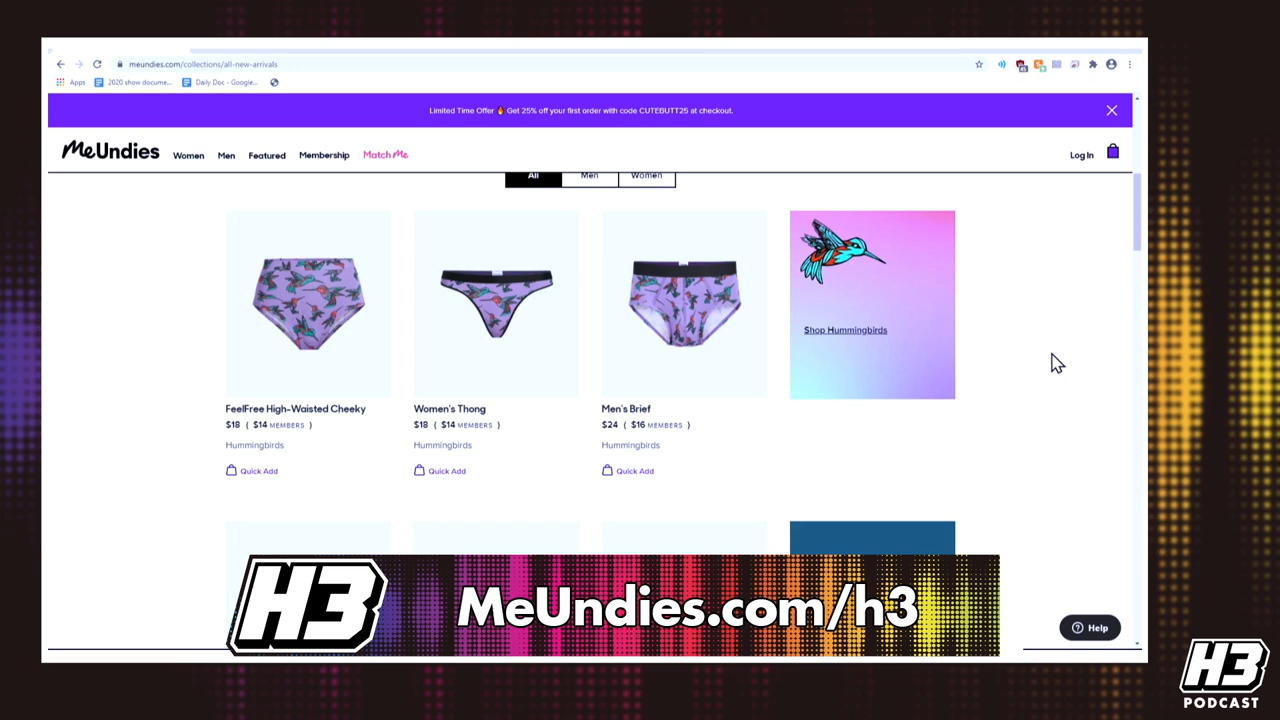 meundies.com/collections/all-new-arrivals
Apps 2020 show docume... Daily Doc - Google...
Limited Time Offer 🔥 Get 25% off your first order with code CUTEBUTT25 at checkout.
MeUndies Women Men Featured Membership Match Me Log In
All Men Women
Shop Hummingbirds
FeelFree High-Waisted Cheeky
$18 ( $14 MEMBERS )
Hummingbirds
Quick Add
Women's Thong
$18 ( $14 MEMBERS )
Hummingbirds
Quick Add
Men's Brief
$24 ( $16 MEMBERS )
Hummingbirds
Quick Add
H3 MeUndies.com/h3
Help
H3
PODCAST